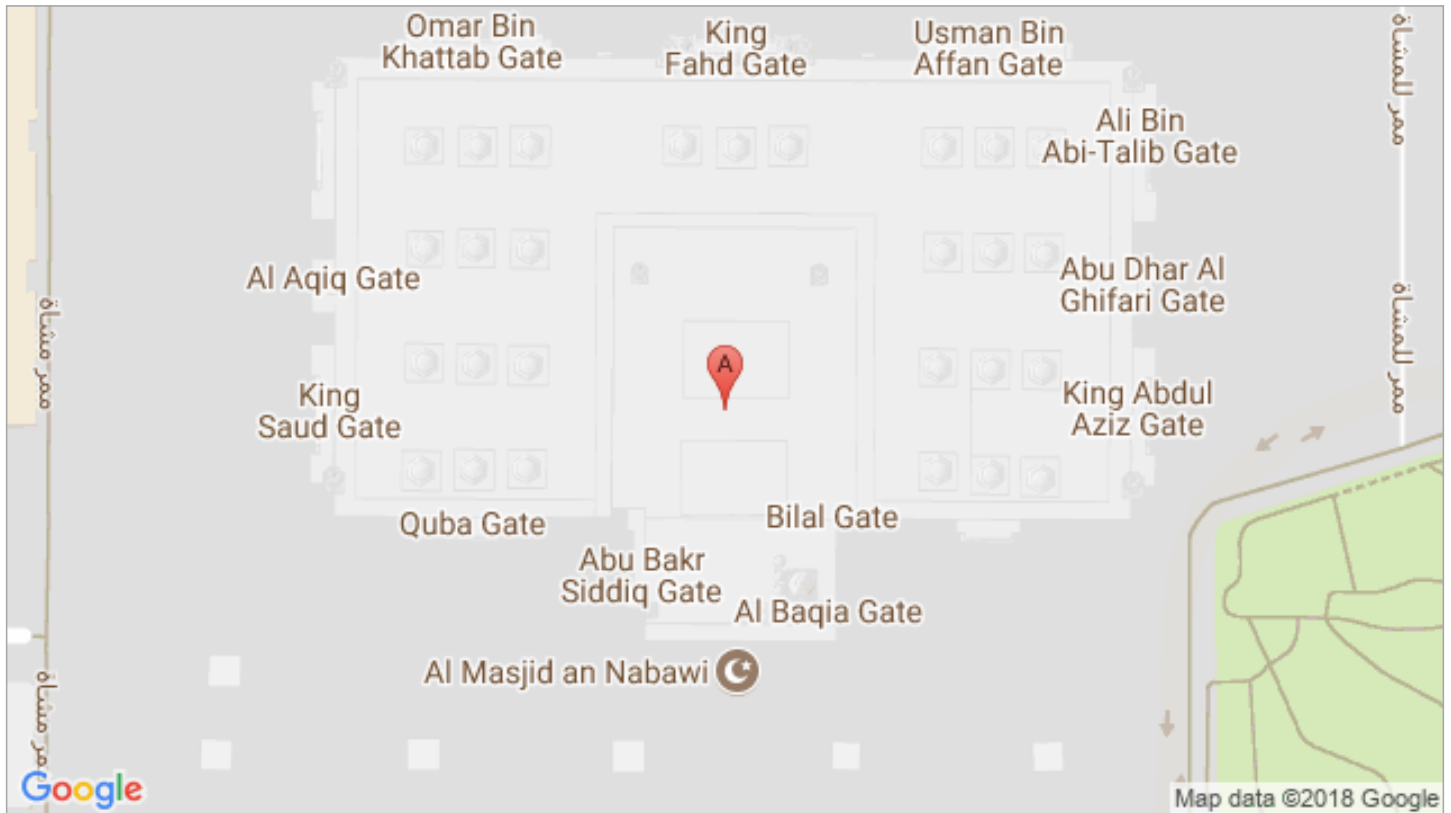 Omar Bin
Khattab Gate
King
Fahd Gate
Usman Bin
Affan Gate
ممر للمشاة
Ali Bin
Abi-Talib Gate
Al Aqiq Gate
Abu Dhar Al
Ghifari Gate
ممر مشاة
ممر للمشاة
A
King
Saud Gate
King Abdul
Aziz Gate
Quba Gate
Bilal Gate
Abu Bakr
Siddiq Gate
Al Baqia Gate
Al Masjid an Nabawi
ممر مشاة
Google
Map data ©2018 Google